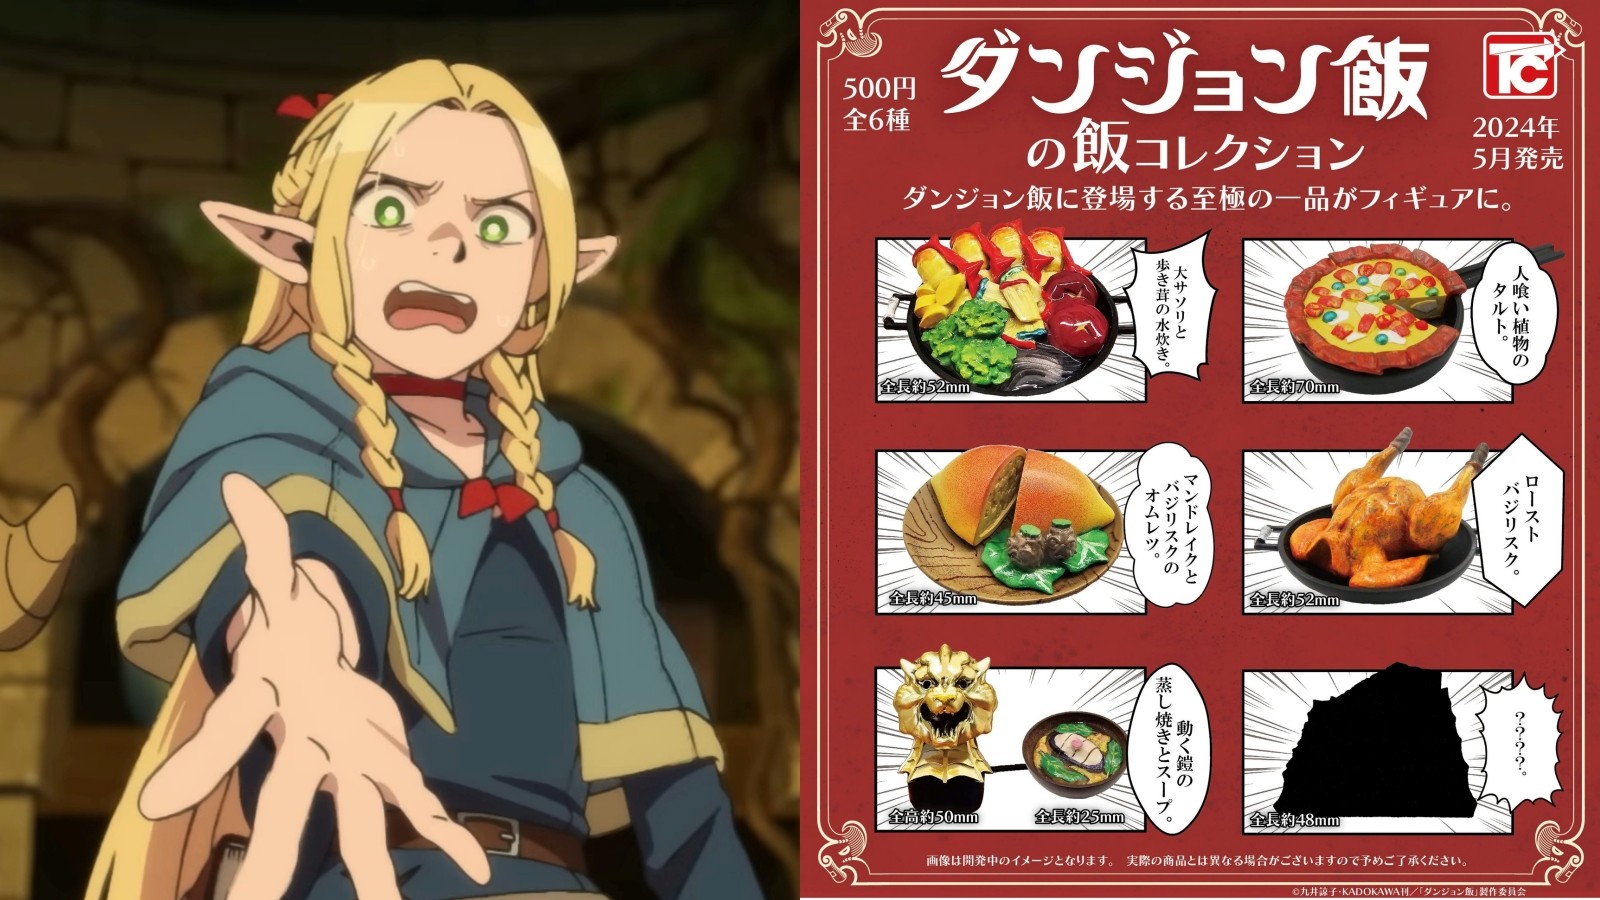 500円
全6種
ダンジョン飯
の飯コレクション
TC
2024年
5月発売
ダンジョン飯に登場する至極の一品がフィギュアに。
大サソリと
歩き茸の水炊き。
全長約52mm
人喰い植物の
タルト。
全長約70mm
マンドレイクと
バジリスクの
オムレツ。
全長約45mm
ロースト
バジリスク。
全長約52mm
動く鎧の
蒸し焼きとスープ。
全高約50mm
全長約25mm
????。
全長約48mm
画像は開発中のイメージとなります。 実際の商品とは異なる場合がございますので予めご了承ください。
©九井諒子・KADOKAWA刊/「ダンジョン飯」製作委員会